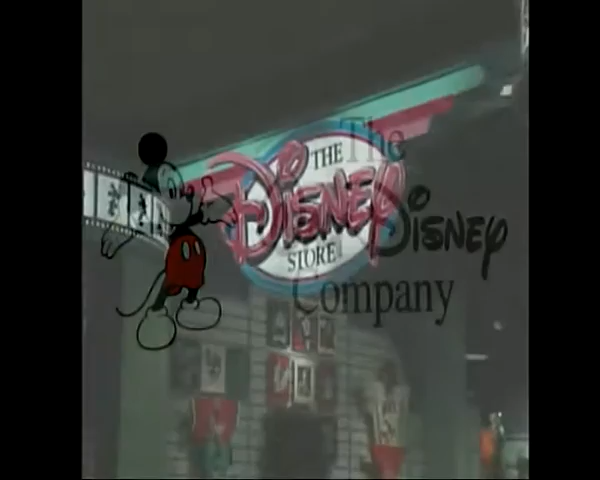 THE
DISNEY
STORE
The
DISNEY
Company